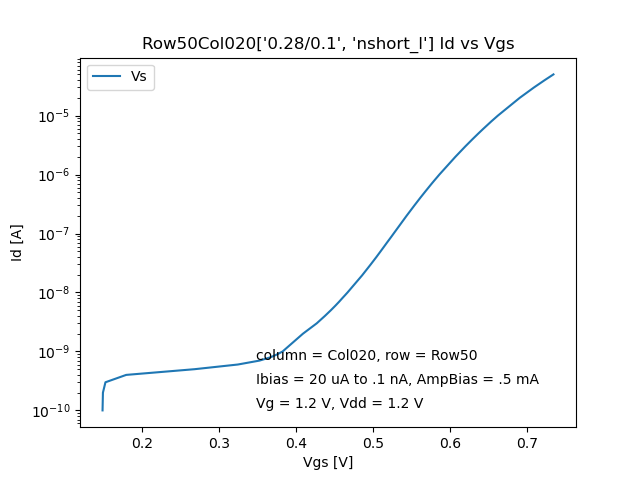 Row50Col020['0.28/0.1', 'nshort_l'] Id vs Vgs
Vs
10⁻⁵
10⁻⁶
10⁻⁷
10⁻⁸
10⁻⁹
10⁻¹⁰
Id [A]
column = Col020, row = Row50
Ibias = 20 uA to .1 nA, AmpBias = .5 mA
Vg = 1.2 V, Vdd = 1.2 V
0.2 0.3 0.4 0.5 0.6 0.7
Vgs [V]